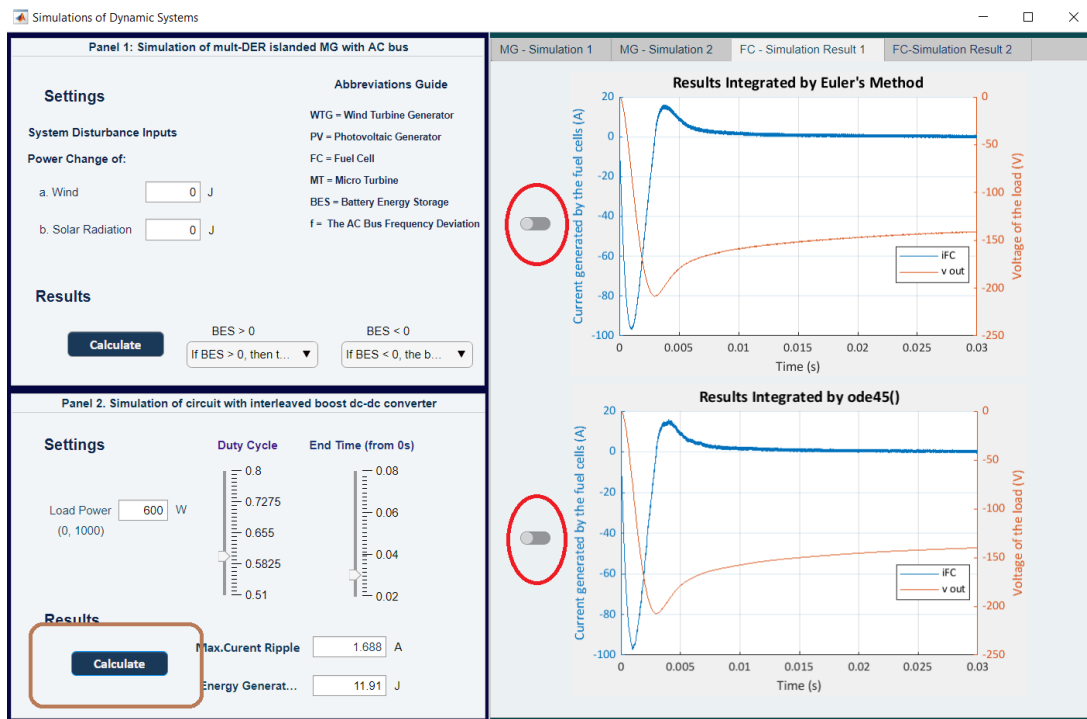 Simulations of Dynamic Systems
Panel 1: Simulation of mult-DER islanded MG with AC bus
Settings
Abbreviations Guide
WTG = Wind Turbine Generator
PV = Photovoltaic Generator
FC = Fuel Cell
MT = Micro Turbine
BES = Battery Energy Storage
f = The AC Bus Frequency Deviation
System Disturbance Inputs
Power Change of:
a. Wind 0 J
b. Solar Radiation 0 J
Results
Calculate
BES > 0
If BES > 0, then t...
BES < 0
If BES < 0, the b...
Panel 2. Simulation of circuit with interleaved boost dc-dc converter
Settings
Load Power 600 W
(0, 1000)
Duty Cycle
0.8
0.7275
0.655
0.5825
0.51
End Time (from 0s)
0.08
0.06
0.04
0.02
Results
Calculate
Max.Curent Ripple 1.688 A
Energy Generat... 11.91 J
MG - Simulation 1
MG - Simulation 2
FC - Simulation Result 1
FC-Simulation Result 2
Results Integrated by Euler's Method
Current generated by the fuel cells (A)
20
0
-20
-40
-60
-80
-100
0
-50
-100
-150
-200
-250
Voltage of the load (V)
iFC
v out
0 0.005 0.01 0.015 0.02 0.025 0.03
Time (s)
Results Integrated by ode45()
Current generated by the fuel cells (A)
20
0
-20
-40
-60
-80
-100
0
-50
-100
-150
-200
-250
Voltage of the load (V)
iFC
v out
0 0.005 0.01 0.015 0.02 0.025 0.03
Time (s)